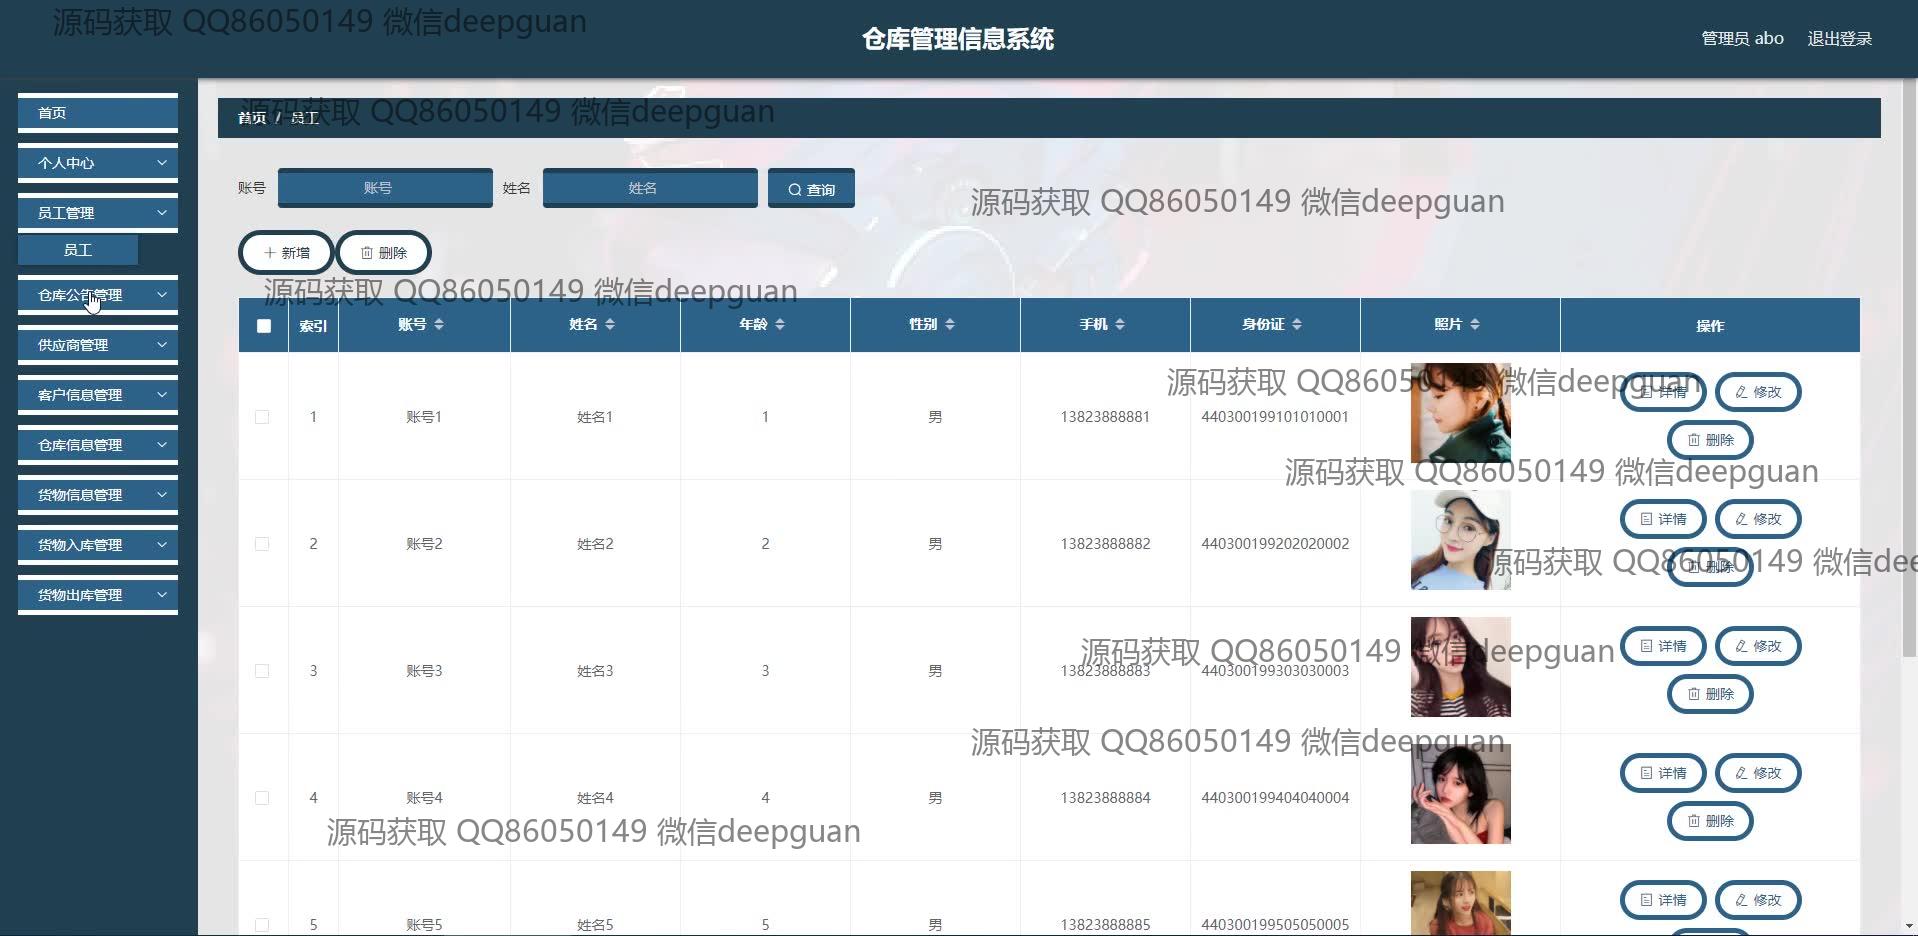 源码获取 QQ86050149 微信deepguan
仓库管理信息系统
管理员 abo 退出登录
首页
个人中心
员工管理
员工
仓库公告管理
供应商管理
客户信息管理
仓库信息管理
货物信息管理
货物入库管理
货物出库管理
源码获取 QQ86050149 微信deepguan
首页 / 员工
账号 账号 姓名 姓名 查询
源码获取 QQ86050149 微信deepguan
新增 删除
源码获取 QQ86050149 微信deepguan
索引 账号 姓名 年龄 性别 手机 身份证 照片 操作
源码获取 QQ86050149 微信deepguan
1 账号1 姓名1 1 男 13823888881 440300199101010001 详情 修改
删除
源码获取 QQ86050149 微信deepguan
2 账号2 姓名2 2 男 13823888882 440300199202020002 详情 修改
删除
源码获取 QQ86050149 微信dee
3 账号3 姓名3 3 男 13823888883 440300199303030003 详情 修改
删除
源码获取 QQ86050149 微信deepguan
源码获取 QQ86050149 微信deepguan
4 账号4 姓名4 4 男 13823888884 440300199404040004 详情 修改
删除
源码获取 QQ86050149 微信deepguan
5 账号5 姓名5 5 男 13823888885 440300199505050005 详情 修改